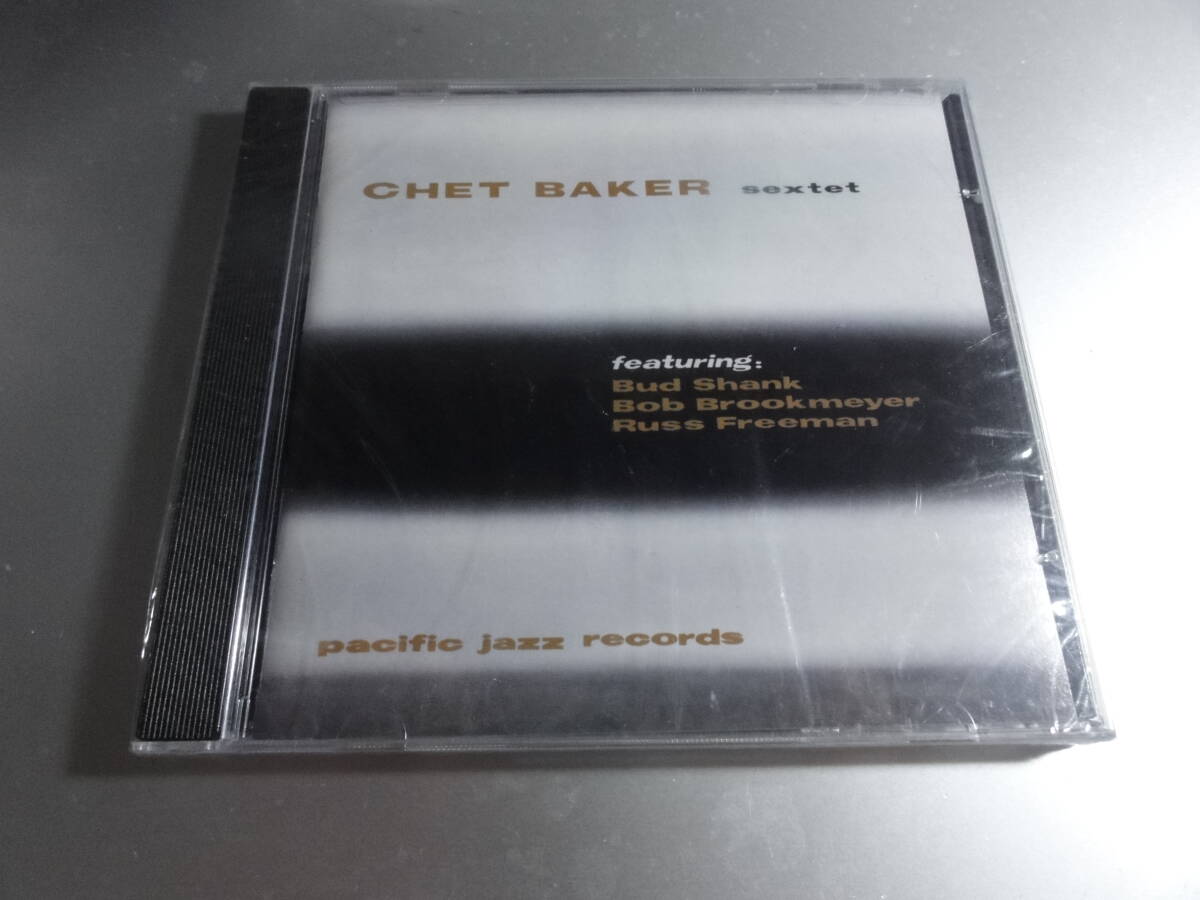 CHET BAKER sextet
featuring:
Bud Shank
Bob Brookmeyer
Russ Freeman
pacific jazz records